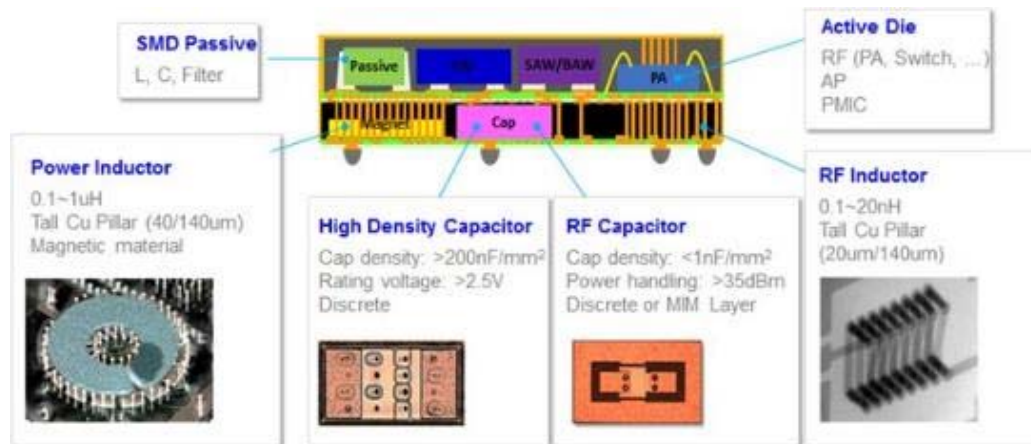 SMD Passive
L, C, Filter
Passive
SAW/BAW
PA
Active Die
RF (PA, Switch, ...)
AP
PMIC
Magnet
Cap
Power Inductor
0.1~1uH
Tall Cu Pillar (40/140um)
Magnetic material
High Density Capacitor
Cap density: >200nF/mm²
Rating voltage: >2.5V
Discrete
RF Capacitor
Cap density: <1nF/mm²
Power handling: >35dBm
Discrete or MIM Layer
RF Inductor
0.1~20nH
Tall Cu Pillar
(20um/140um)